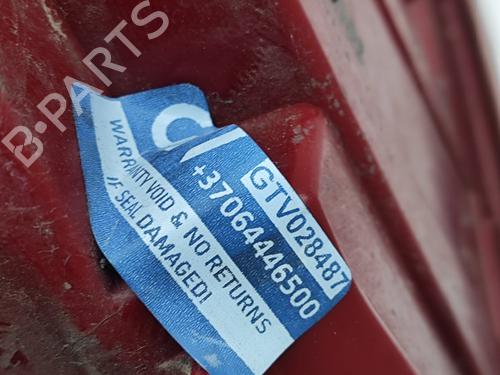 B-PARTS
GTV028487
+37064446500
WARRANTY VOID & NO RETURNS
IF SEAL DAMAGED!